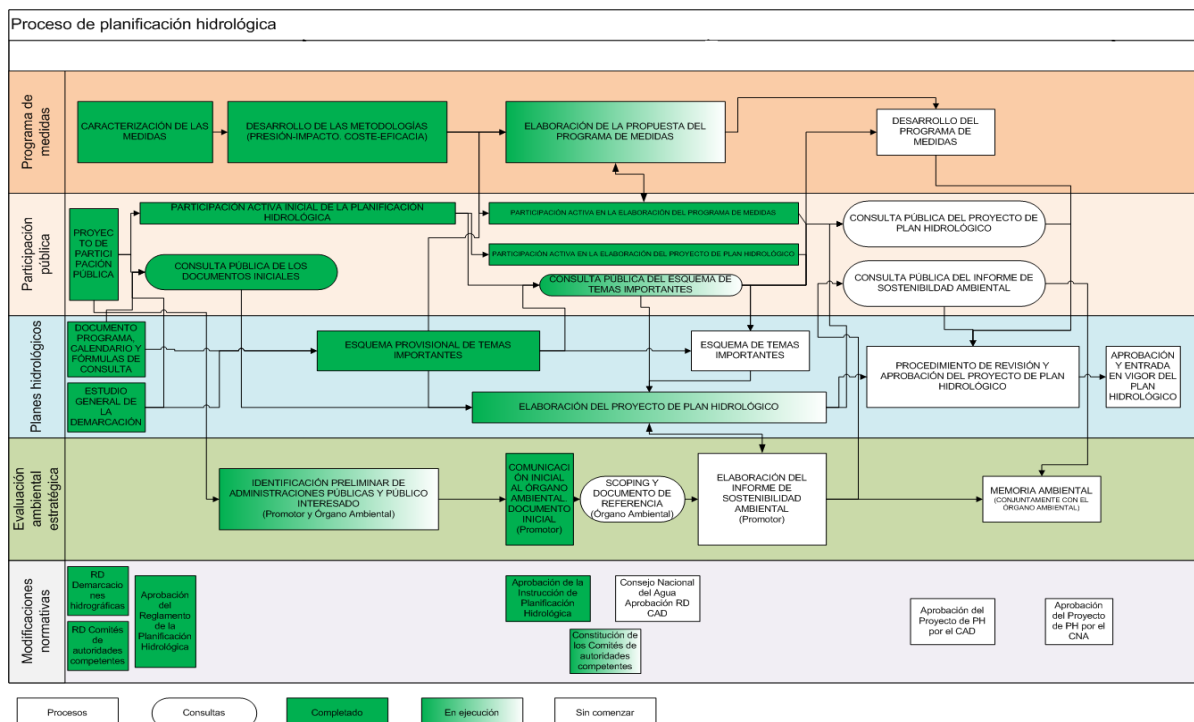 Proceso de planificación hidrológica
Programa de
medidas
CARACTERIZACIÓN DE LAS
MEDIDAS
DESARROLLO DE LAS METODOLOGÍAS
(PRESIÓN-IMPACTO. COSTE-EFICACIA)
ELABORACIÓN DE LA PROPUESTA DEL
PROGRAMA DE MEDIDAS
DESARROLLO DEL
PROGRAMA DE
MEDIDAS
Participación
pública
PROYEC
TO DE
PARTICI
PACIÓN
PÚBLICA
PARTICIPACIÓN ACTIVA INICIAL DE LA PLANIFICACIÓN
HIDROLÓGICA
CONSULTA PÚBLICA DE LOS
DOCUMENTOS INICIALES
PARTICIPACIÓN ACTIVA EN LA ELABORACIÓN DEL PROGRAMA DE MEDIDAS
PARTICIPACIÓN ACTIVA EN LA ELABORACIÓN DEL PROYECTO DE PLAN HIDROLÓGICO
CONSULTA PÚBLICA DEL ESQUEMA DE
TEMAS IMPORTANTES
CONSULTA PÚBLICA DEL PROYECTO DE
PLAN HIDROLÓGICO
CONSULTA PÚBLICA DEL INFORME DE
SOSTENIBILDAD AMBIENTAL
Planes hidrológicos
DOCUMENTO
PROGRAMA,
CALENDARIO Y
FÓRMULAS DE
CONSULTA
ESTUDIO
GENERAL DE
LA
DEMARCACIÓN
ESQUEMA PROVISIONAL DE TEMAS
IMPORTANTES
ESQUEMA DE TEMAS
IMPORTANTES
ELABORACIÓN DEL PROYECTO DE PLAN HIDROLÓGICO
PROCEDIMIENTO DE REVISIÓN Y
APROBACIÓN DEL PROYECTO DE PLAN
HIDROLÓGICO
APROBACIÓN
Y ENTRADA
EN VIGOR DEL
PLAN
HIDROLÓGICO
Evaluación
ambiental
estratégica
IDENTIFICACIÓN PRELIMINAR DE
ADMINISTRACIONES PÚBLICAS Y PÚBLICO
INTERESADO
(Promotor y Órgano Ambiental)
COMUNICACI
ÓN INICIAL
AL ÓRGANO
AMBIENTAL.
DOCUMENTO
INICIAL
(Promotor)
SCOPING Y
DOCUMENTO DE
REFERENCIA
(Órgano Ambiental)
ELABORACIÓN DEL
INFORME DE
SOSTENIBILIDAD
AMBIENTAL
(Promotor)
MEMORIA AMBIENTAL
(CONJUNTAMENTE CON EL
ÓRGANO AMBIENTAL)
Modificaciones
normativas
RD
Demarcacio
nes
hidrográficas
RD Comités de
autoridades
competentes
Aprobación
del
Reglamento
de la
Planificación
Hidrológica
Aprobación de la
Instrucción de
Planificación
Hidrológica
Consejo Nacional
del Agua
Aprobación RD
CAD
Constitución de
los Comités de
autoridades
competentes
Aprobación del
Proyecto de PH
por el CAD
Aprobación
del Proyecto
de PH por el
CNA
Procesos
Consultas
Completado
En ejecución
Sin comenzar